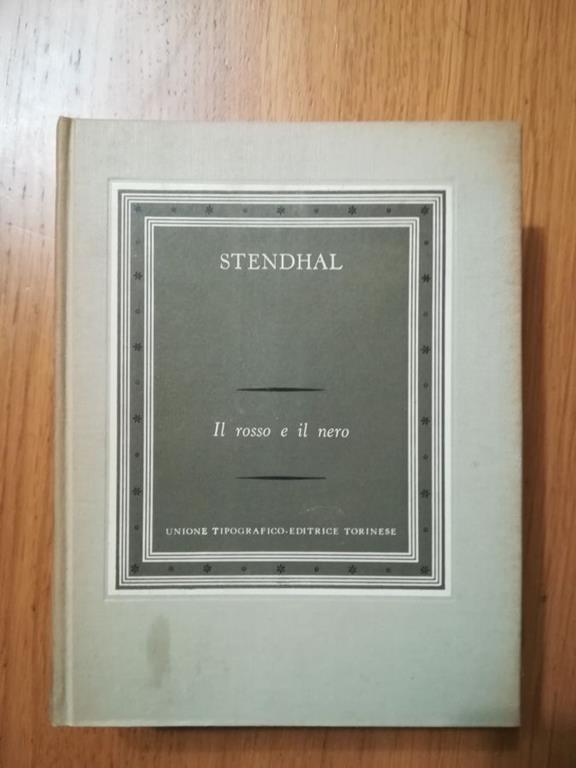 STENDHAL
Il rosso e il nero
UNIONE TIPOGRAFICO-EDITRICE TORINESE